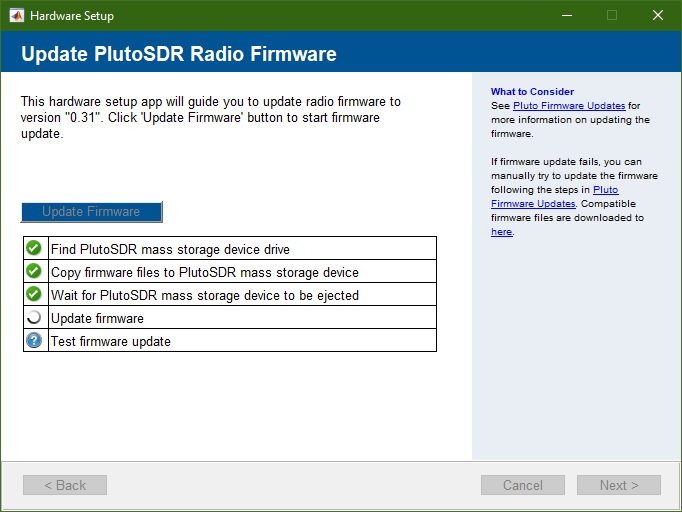 Hardware Setup
Update PlutoSDR Radio Firmware
This hardware setup app will guide you to update radio firmware to
version "0.31". Click 'Update Firmware' button to start firmware
update.
Update Firmware
Find PlutoSDR mass storage device drive
Copy firmware files to PlutoSDR mass storage device
Wait for PlutoSDR mass storage device to be ejected
Update firmware
? Test firmware update
What to Consider
See Pluto Firmware Updates for
more information on updating the
firmware.
If firmware update fails, you can
manually try to update the firmware
following the steps in Pluto
Firmware Updates. Compatible
firmware files are downloaded to
here.
< Back
Cancel
Next >